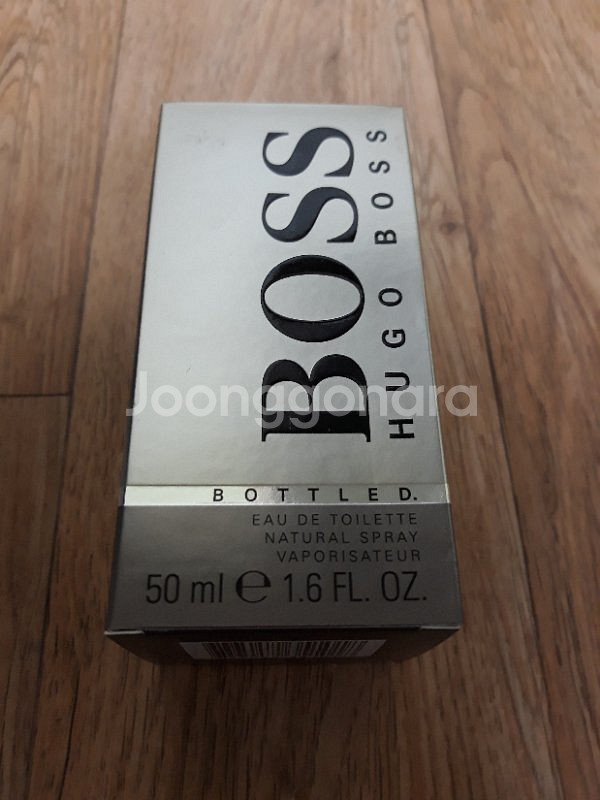 BOSS
HUGO BOSS
Joonggonara
BOTTLED.
EAU DE TOILETTE
NATURAL SPRAY
VAPORISATEUR
50 ml ℮ 1.6 FL. OZ.